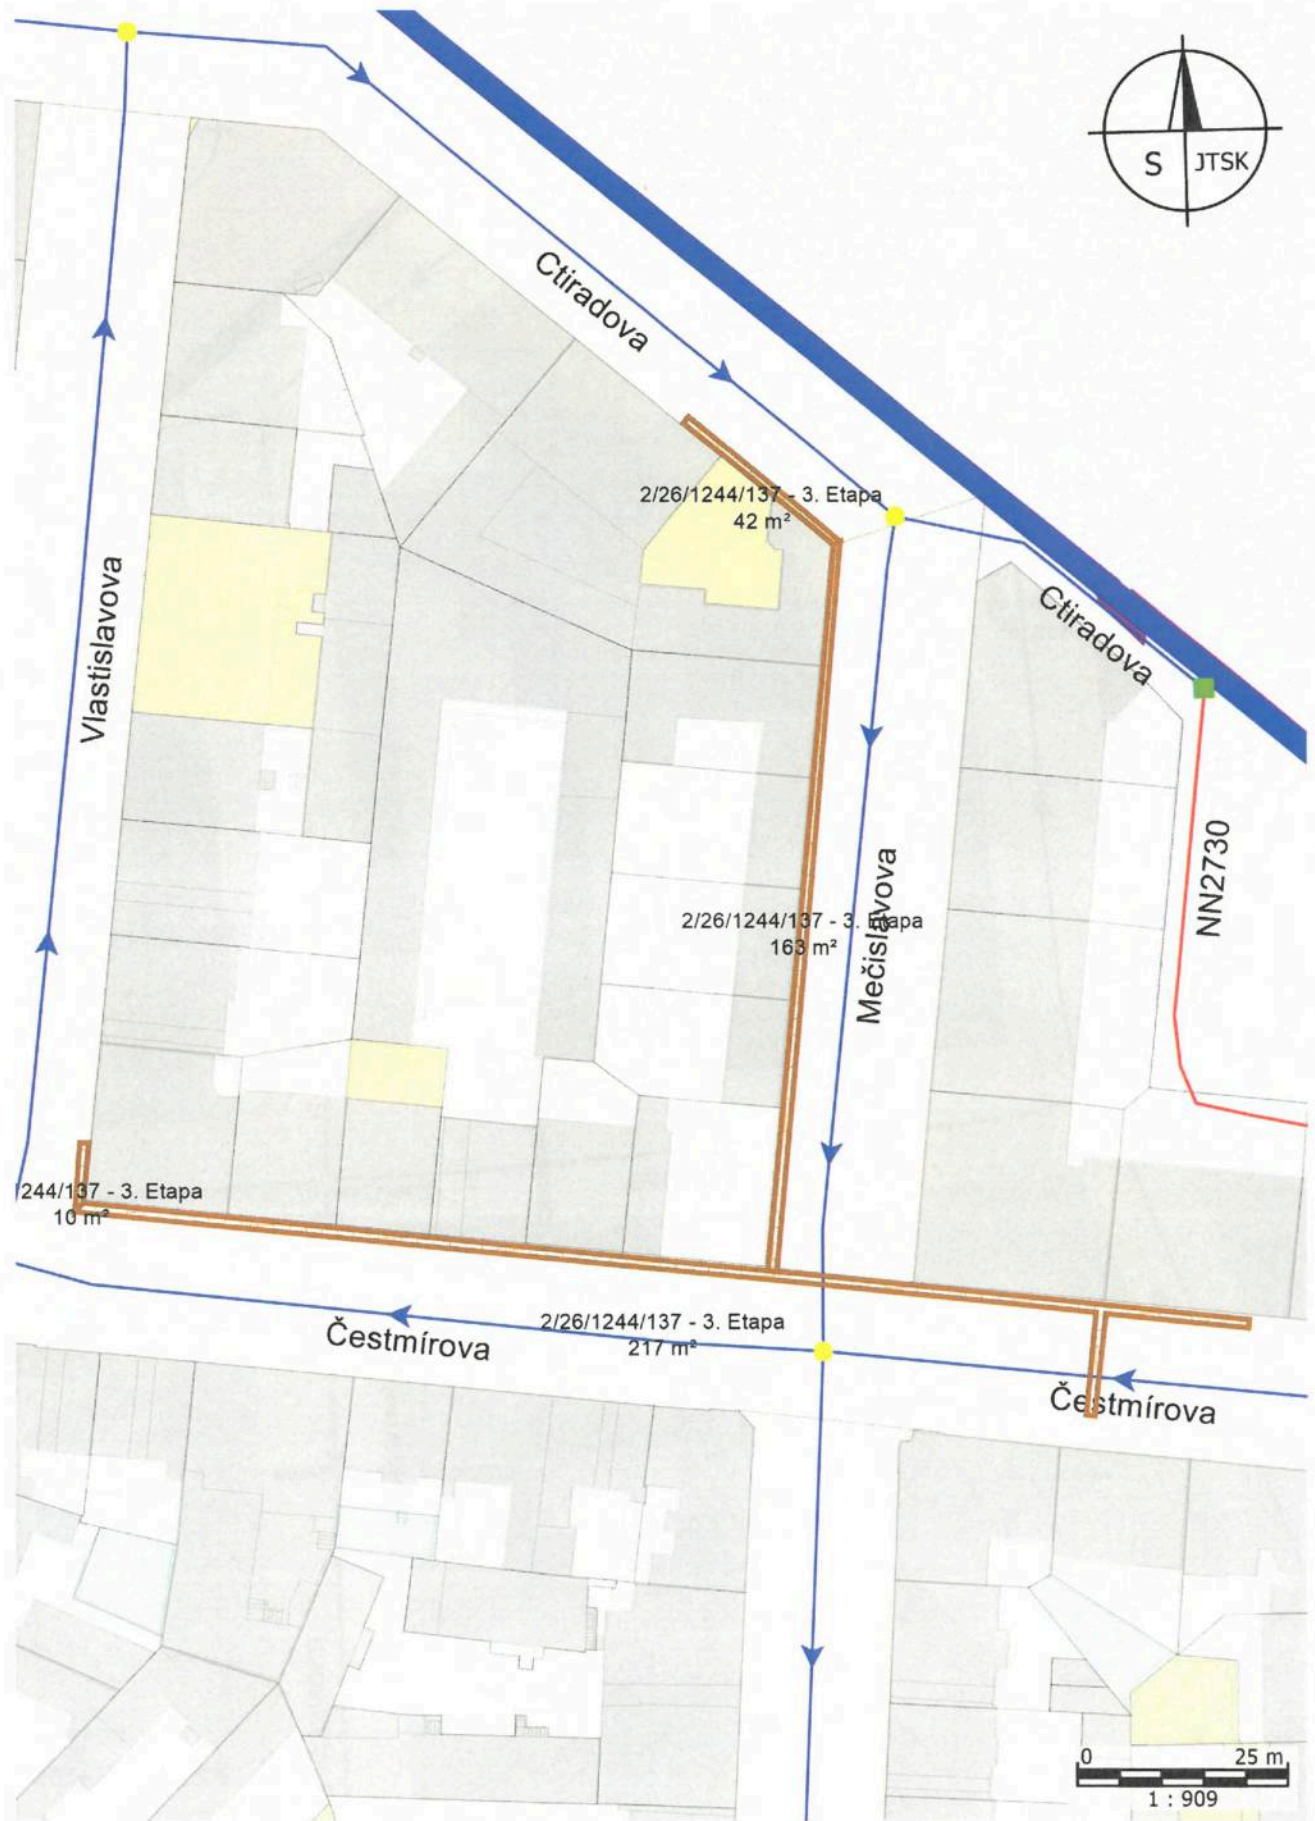 S JTSK
Ctiradova
2/26/1244/137 - 3. Etapa
42 m²
Ctiradova
Vlastislavova
NN2730
Mečislavova
2/26/1244/137 - 3. Etapa
163 m²
244/137 - 3. Etapa
10 m²
2/26/1244/137 - 3. Etapa
217 m²
Čestmírova
Čestmírova
0 25 m
1 : 909